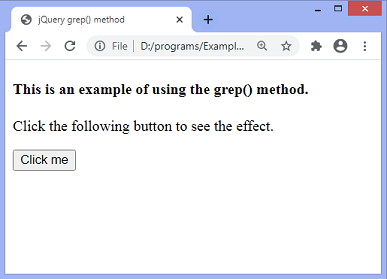 jQuery grep() method
File
D:/programs/Exampl...
This is an example of using the grep() method.
Click the following button to see the effect.
Click me